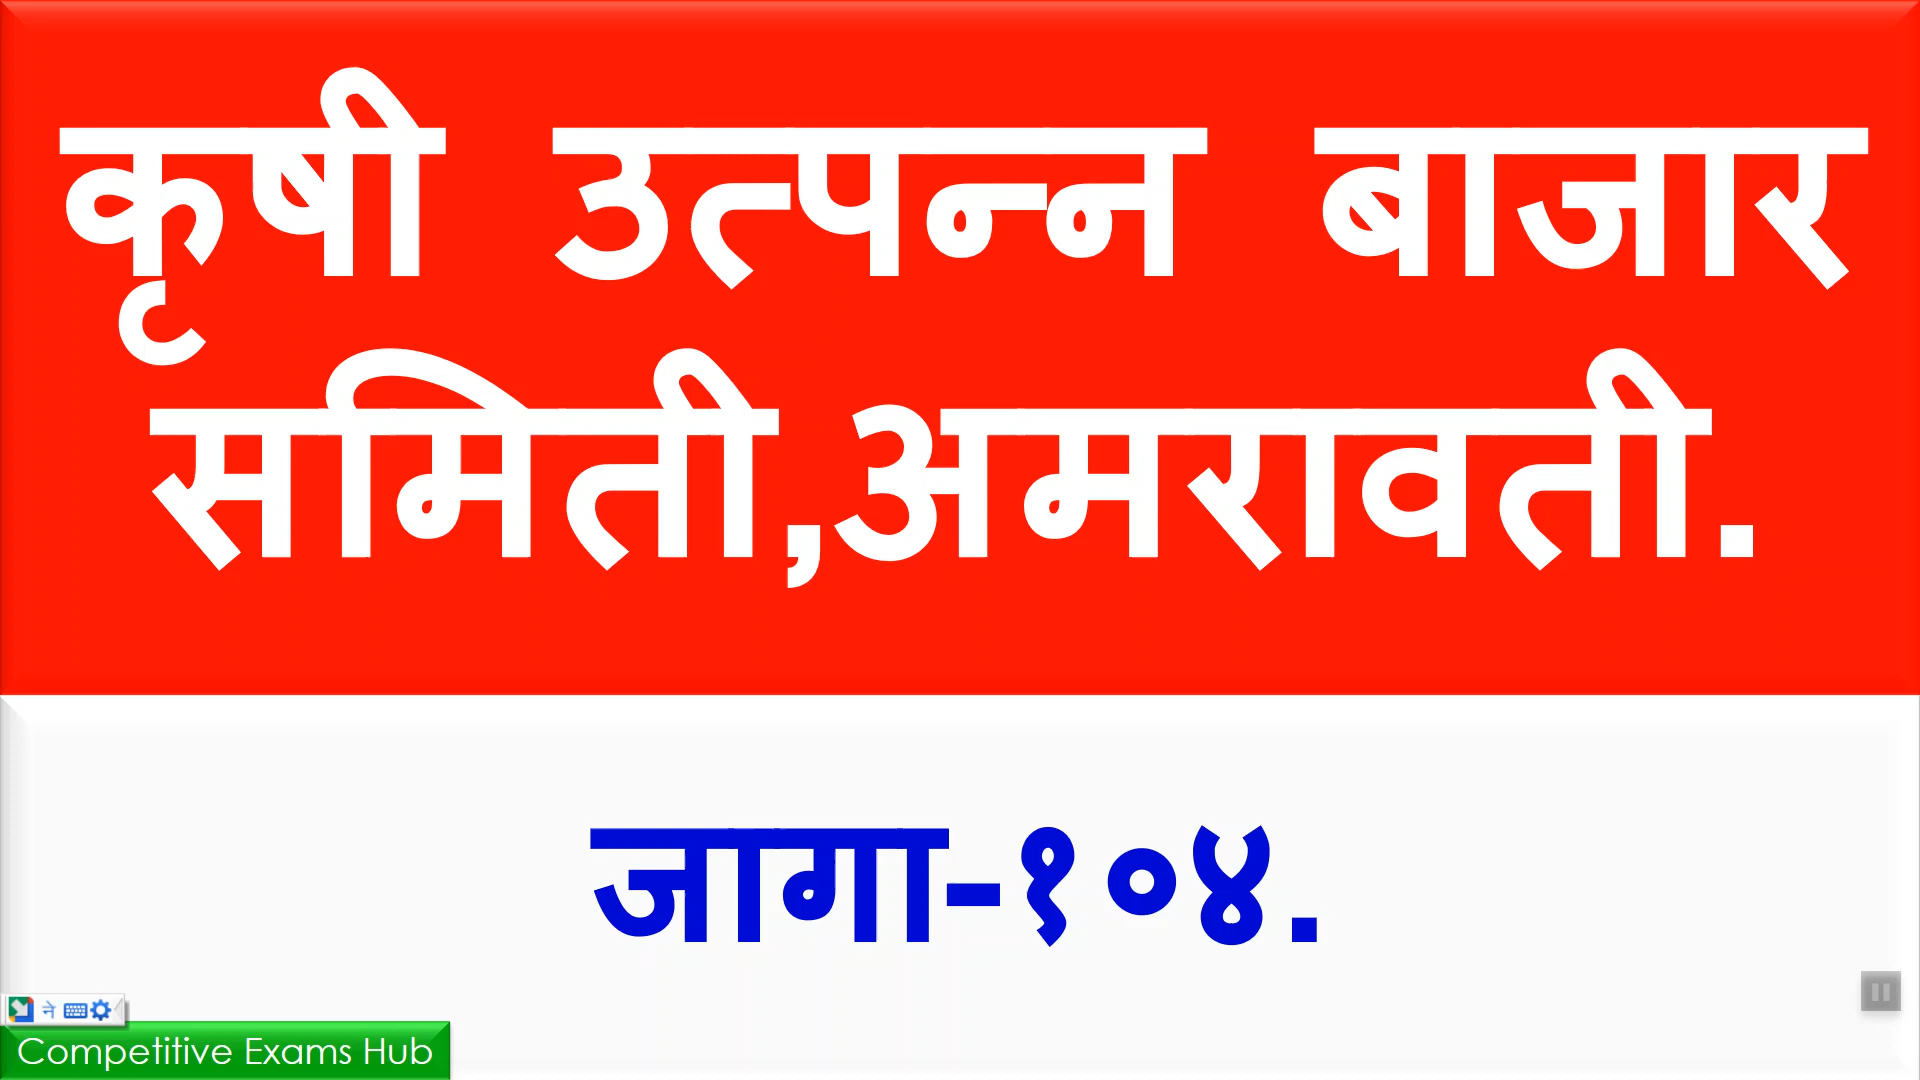 कृषी उत्पन्न बाजार
समिती,अमरावती.
जागा-१०४.
ने
Competitive Exams Hub